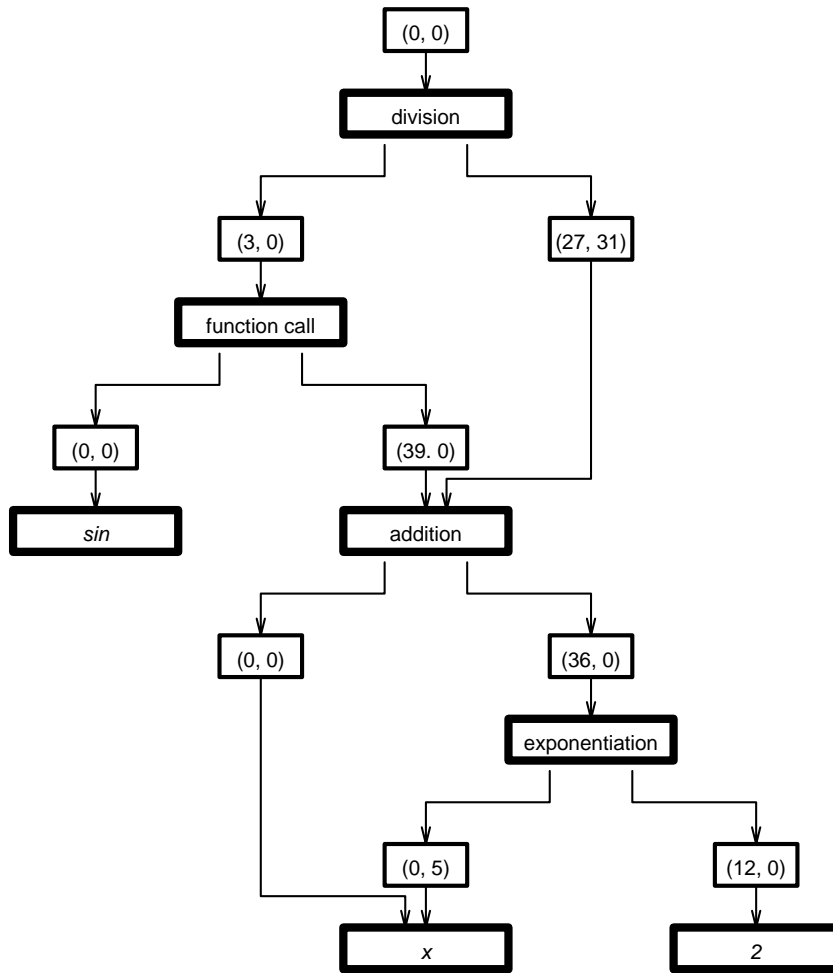 (0, 0)
division
(3, 0)
(27, 31)
function call
(0, 0)
(39. 0)
sin
addition
(0, 0)
(36, 0)
exponentiation
(0, 5)
(12, 0)
x
2